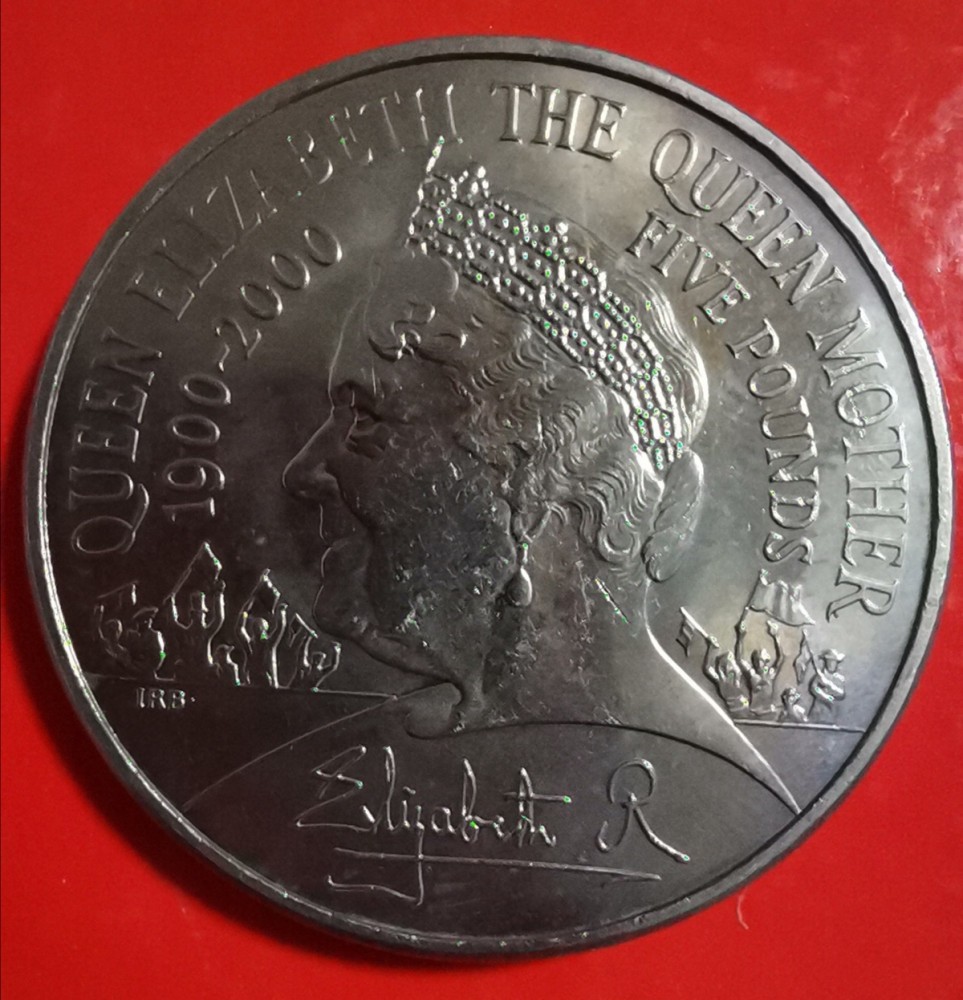 QUEEN ELIZABETH THE QUEEN MOTHER
1900-2000
FIVE POUNDS
IRB.
Elizabeth R